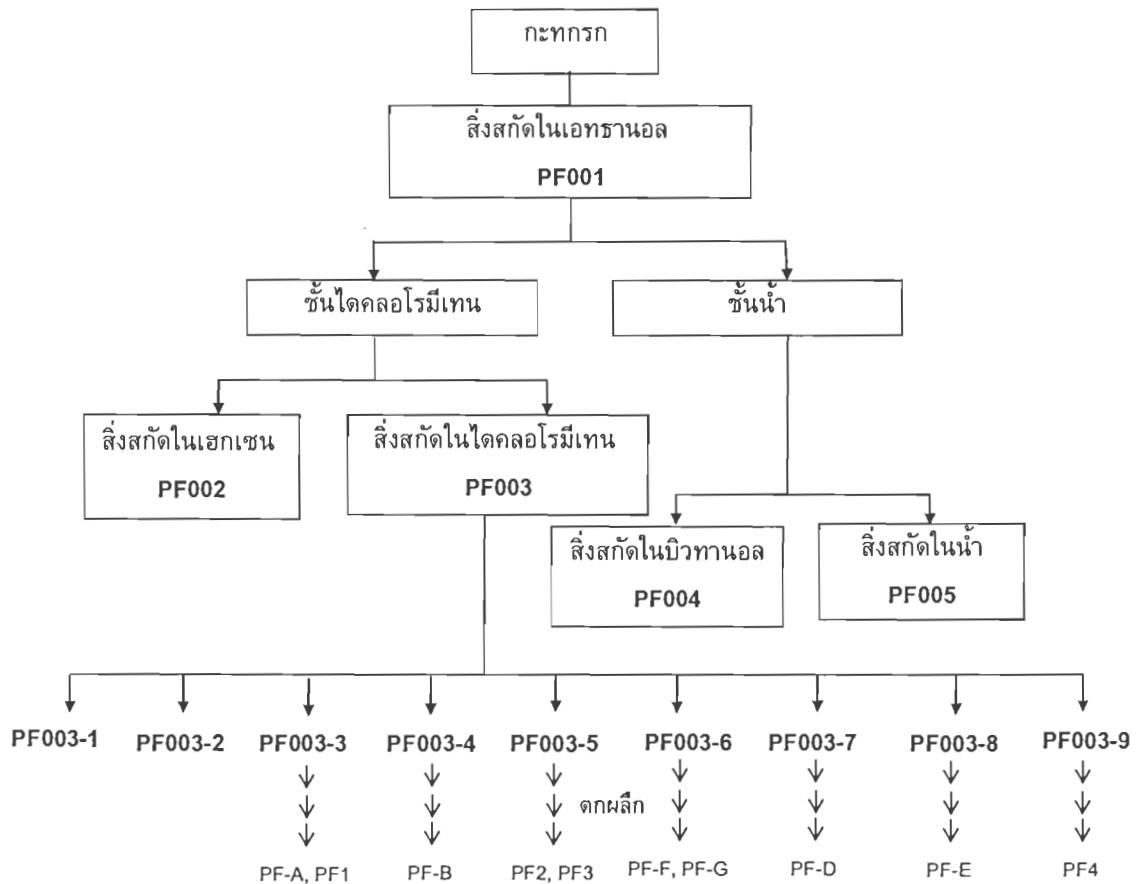 กะทกรก
สิ่งสกัดในเอทธานอล
PF001
ชั้นไดคลอโรมีเทน
ชั้นน้ำ
สิ่งสกัดในเฮกเซน
PF002
สิ่งสกัดในไดคลอโรมีเทน
PF003
สิ่งสกัดในบิวทานอล
PF004
สิ่งสกัดในน้ำ
PF005
PF003-1 PF003-2 PF003-3 PF003-4 PF003-5 PF003-6 PF003-7 PF003-8 PF003-9
ตกผลึก
PF-A, PF1 PF-B PF2, PF3 PF-F, PF-G PF-D PF-E PF4